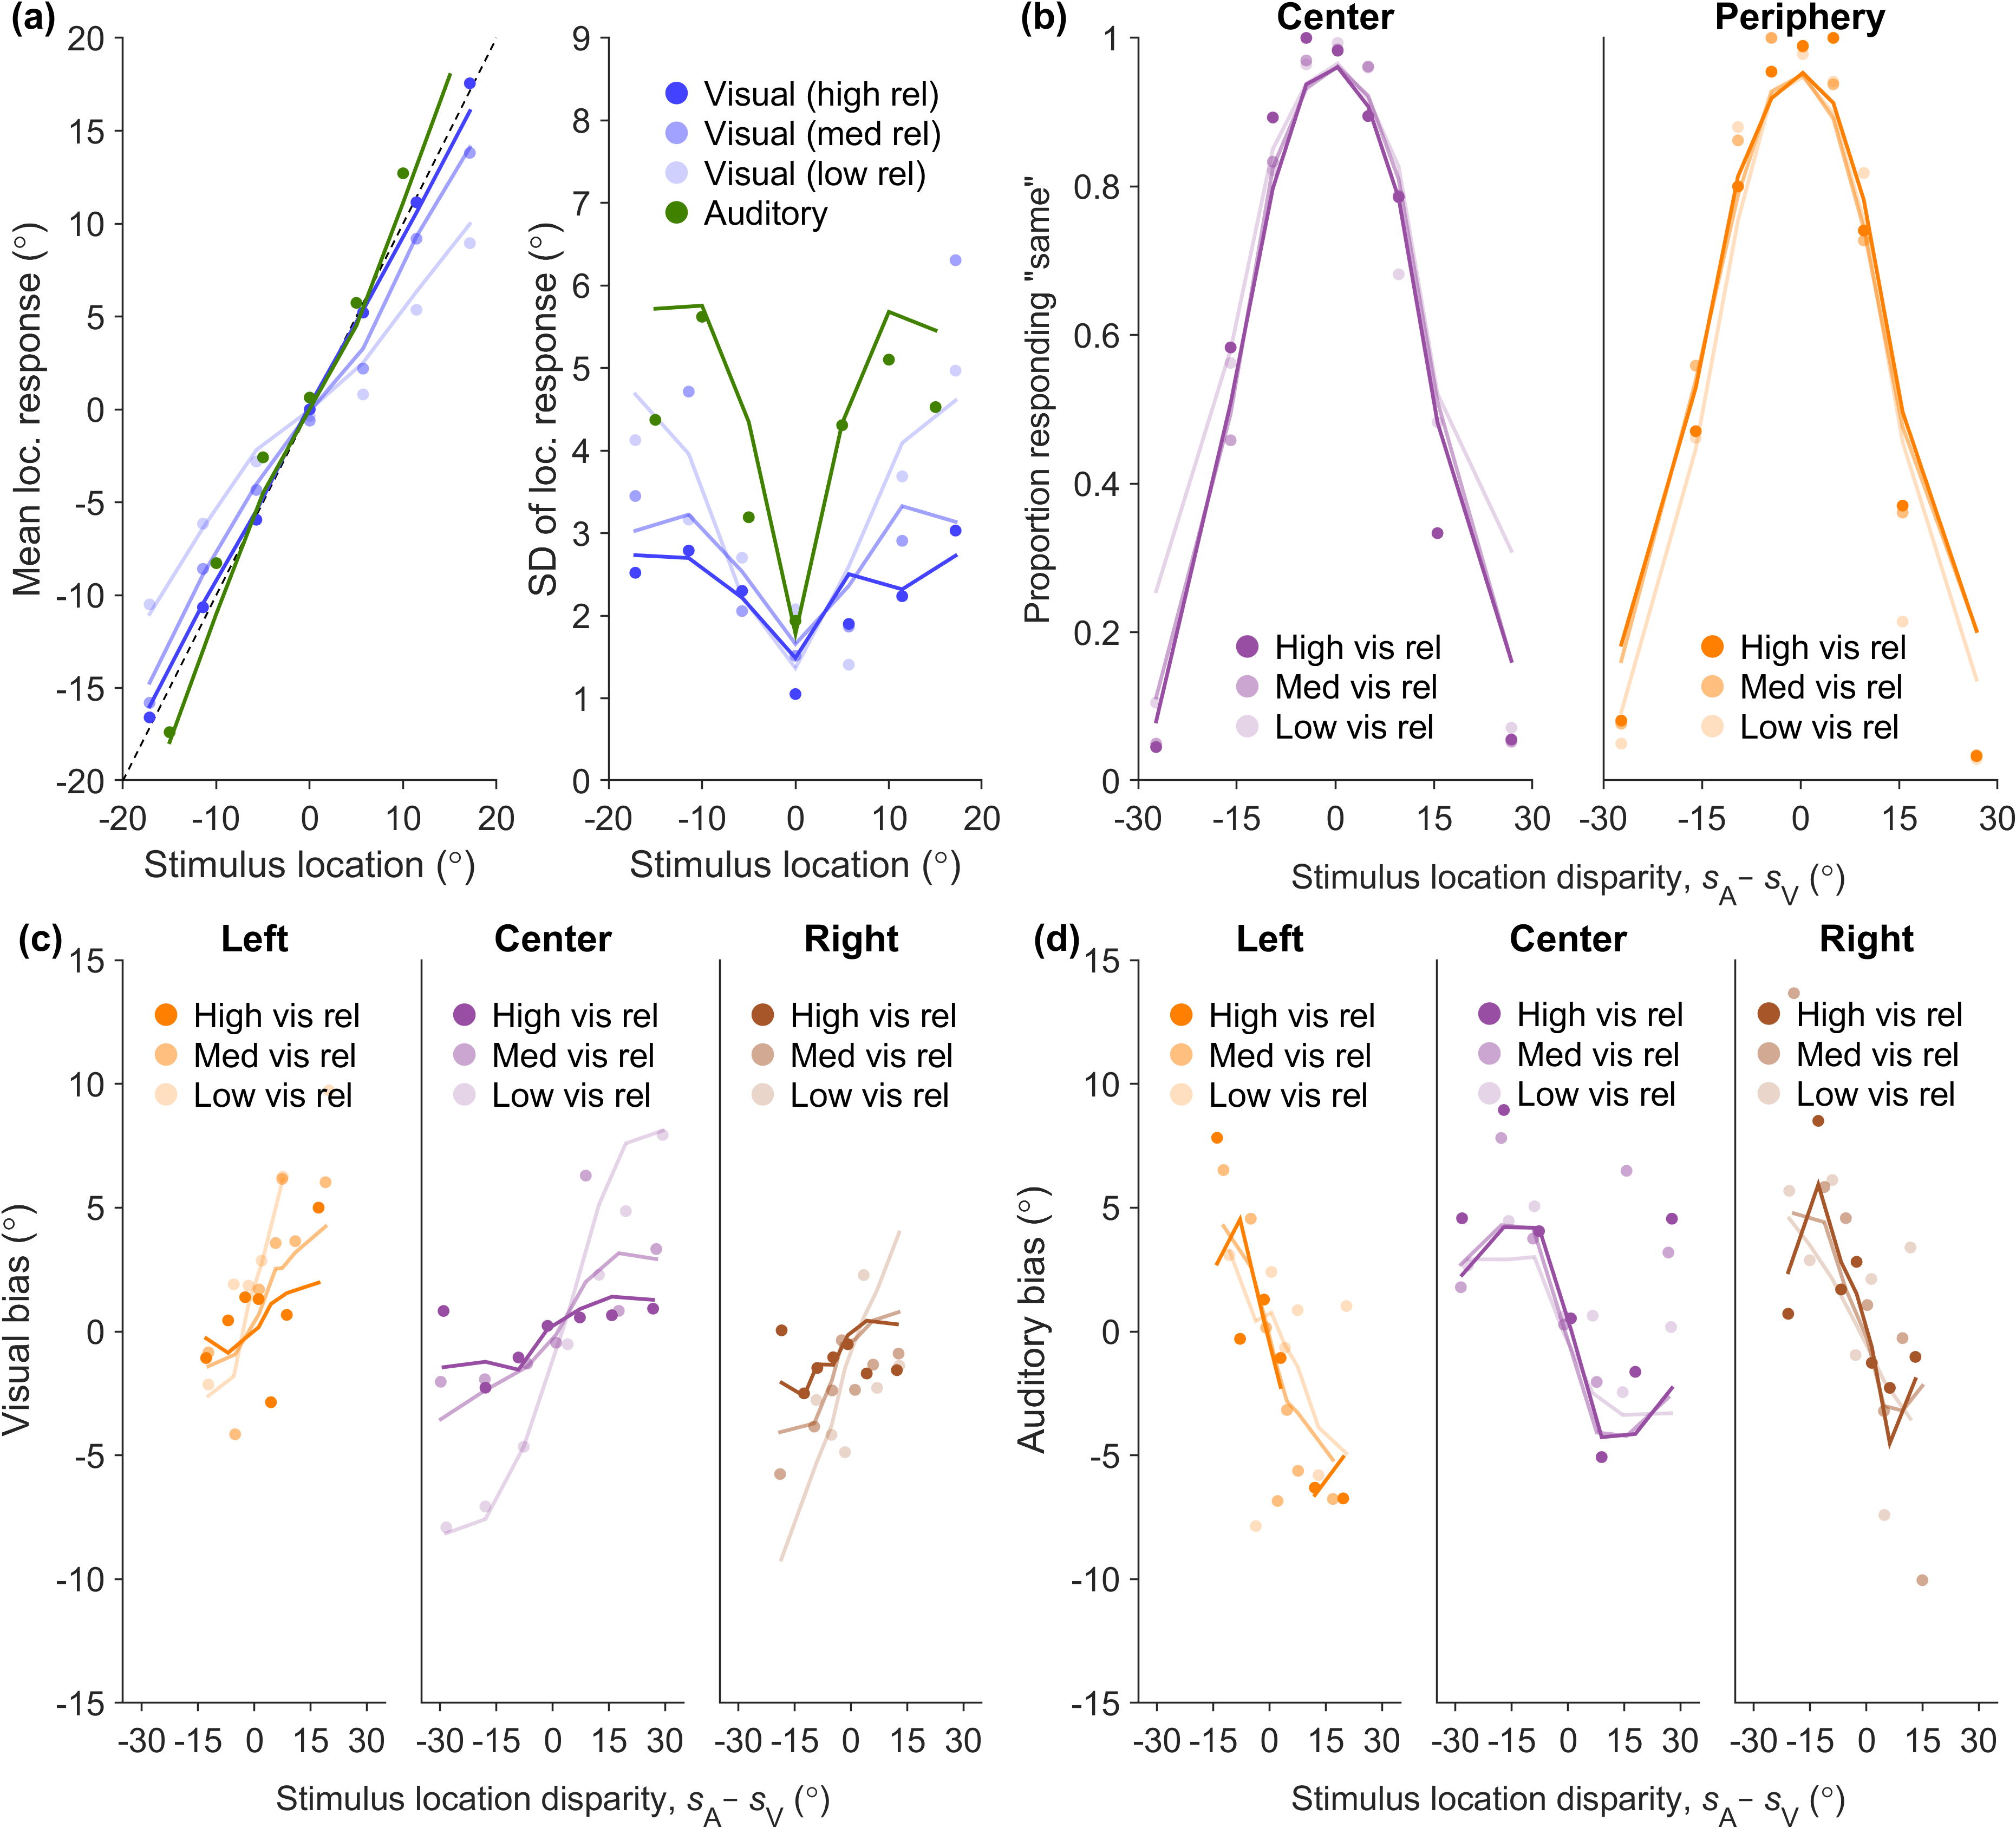 (a)
20
15
10
5
0
-5
-10
-15
-20
-20 -10 0 10 20
Mean loc. response (°)
Stimulus location (°)
9
8
7
6
5
4
3
2
1
0
-20 -10 0 10 20
SD of loc. response (°)
Stimulus location (°)
Visual (high rel)
Visual (med rel)
Visual (low rel)
Auditory
(b)
Center
Periphery
1
0.8
0.6
0.4
0.2
0
Proportion responding "same"
High vis rel
Med vis rel
Low vis rel
High vis rel
Med vis rel
Low vis rel
-30 -15 0 15 30
-30 -15 0 15 30
Stimulus location disparity, sA− sV (°)
(c)
Left
Center
Right
15
10
5
0
-5
-10
-15
Visual bias (°)
High vis rel
Med vis rel
Low vis rel
High vis rel
Med vis rel
Low vis rel
High vis rel
Med vis rel
Low vis rel
-30 -15 0 15 30
-30 -15 0 15 30
-30 -15 0 15 30
Stimulus location disparity, sA− sV (°)
(d)
Left
Center
Right
15
10
5
0
-5
-10
-15
Auditory bias (°)
High vis rel
Med vis rel
Low vis rel
High vis rel
Med vis rel
Low vis rel
High vis rel
Med vis rel
Low vis rel
-30 -15 0 15 30
-30 -15 0 15 30
-30 -15 0 15 30
Stimulus location disparity, sA− sV (°)